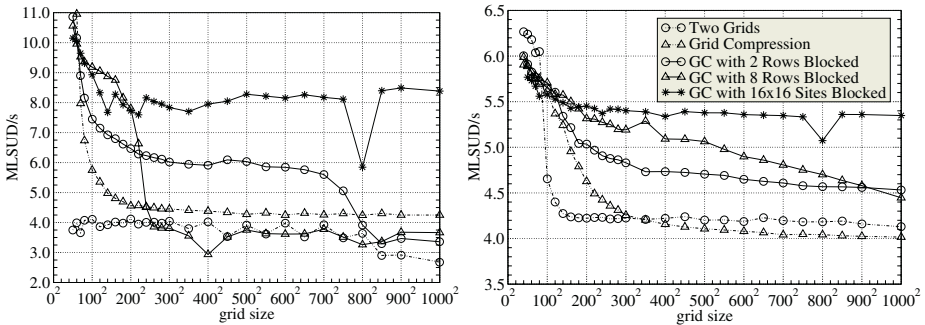 11.0
10.0
9.0
8.0
7.0
6.0
5.0
4.0
3.0
2.0
MLSUD/s
0² 100² 200² 300² 400² 500² 600² 700² 800² 900² 1000²
grid size
6.5
6.0
5.5
5.0
4.5
4.0
3.5
MLSUD/s
Two Grids
Grid Compression
GC with 2 Rows Blocked
GC with 8 Rows Blocked
GC with 16x16 Sites Blocked
0² 100² 200² 300² 400² 500² 600² 700² 800² 900² 1000²
grid size